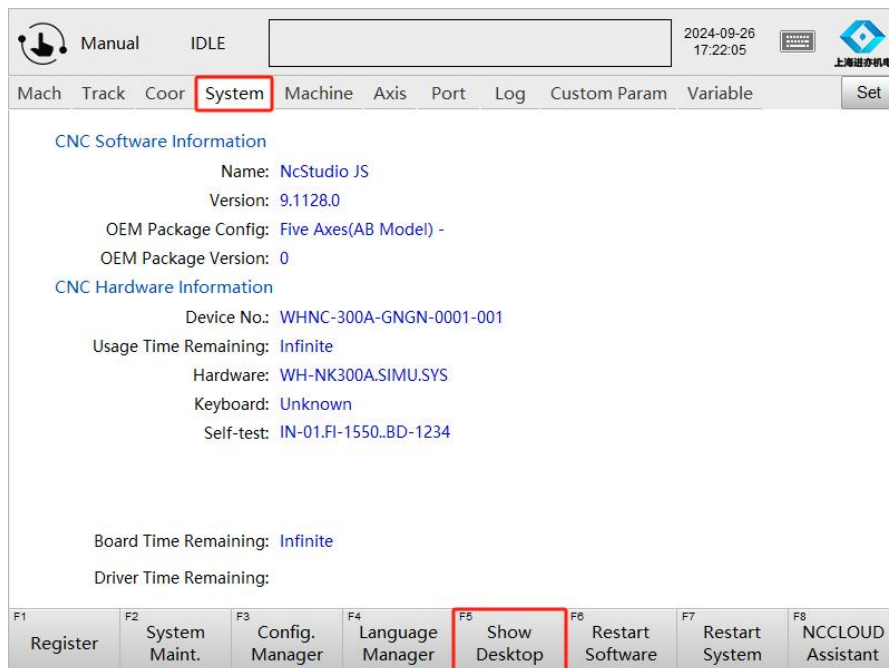 Manual IDLE 2024-09-26
17:22:05
上海进亦机电
Mach Track Coor System Machine Axis Port Log Custom Param Variable Set
CNC Software Information
Name: NcStudio JS
Version: 9.1128.0
OEM Package Config: Five Axes(AB Model) -
OEM Package Version: 0
CNC Hardware Information
Device No.: WHNC-300A-GNGN-0001-001
Usage Time Remaining: Infinite
Hardware: WH-NK300A.SIMU.SYS
Keyboard: Unknown
Self-test: IN-01.FI-1550..BD-1234
Board Time Remaining: Infinite
Driver Time Remaining:
F1 Register
F2 System
Maint.
F3 Config.
Manager
F4 Language
Manager
F5 Show
Desktop
F6 Restart
Software
F7 Restart
System
F8 NCCLOUD
Assistant